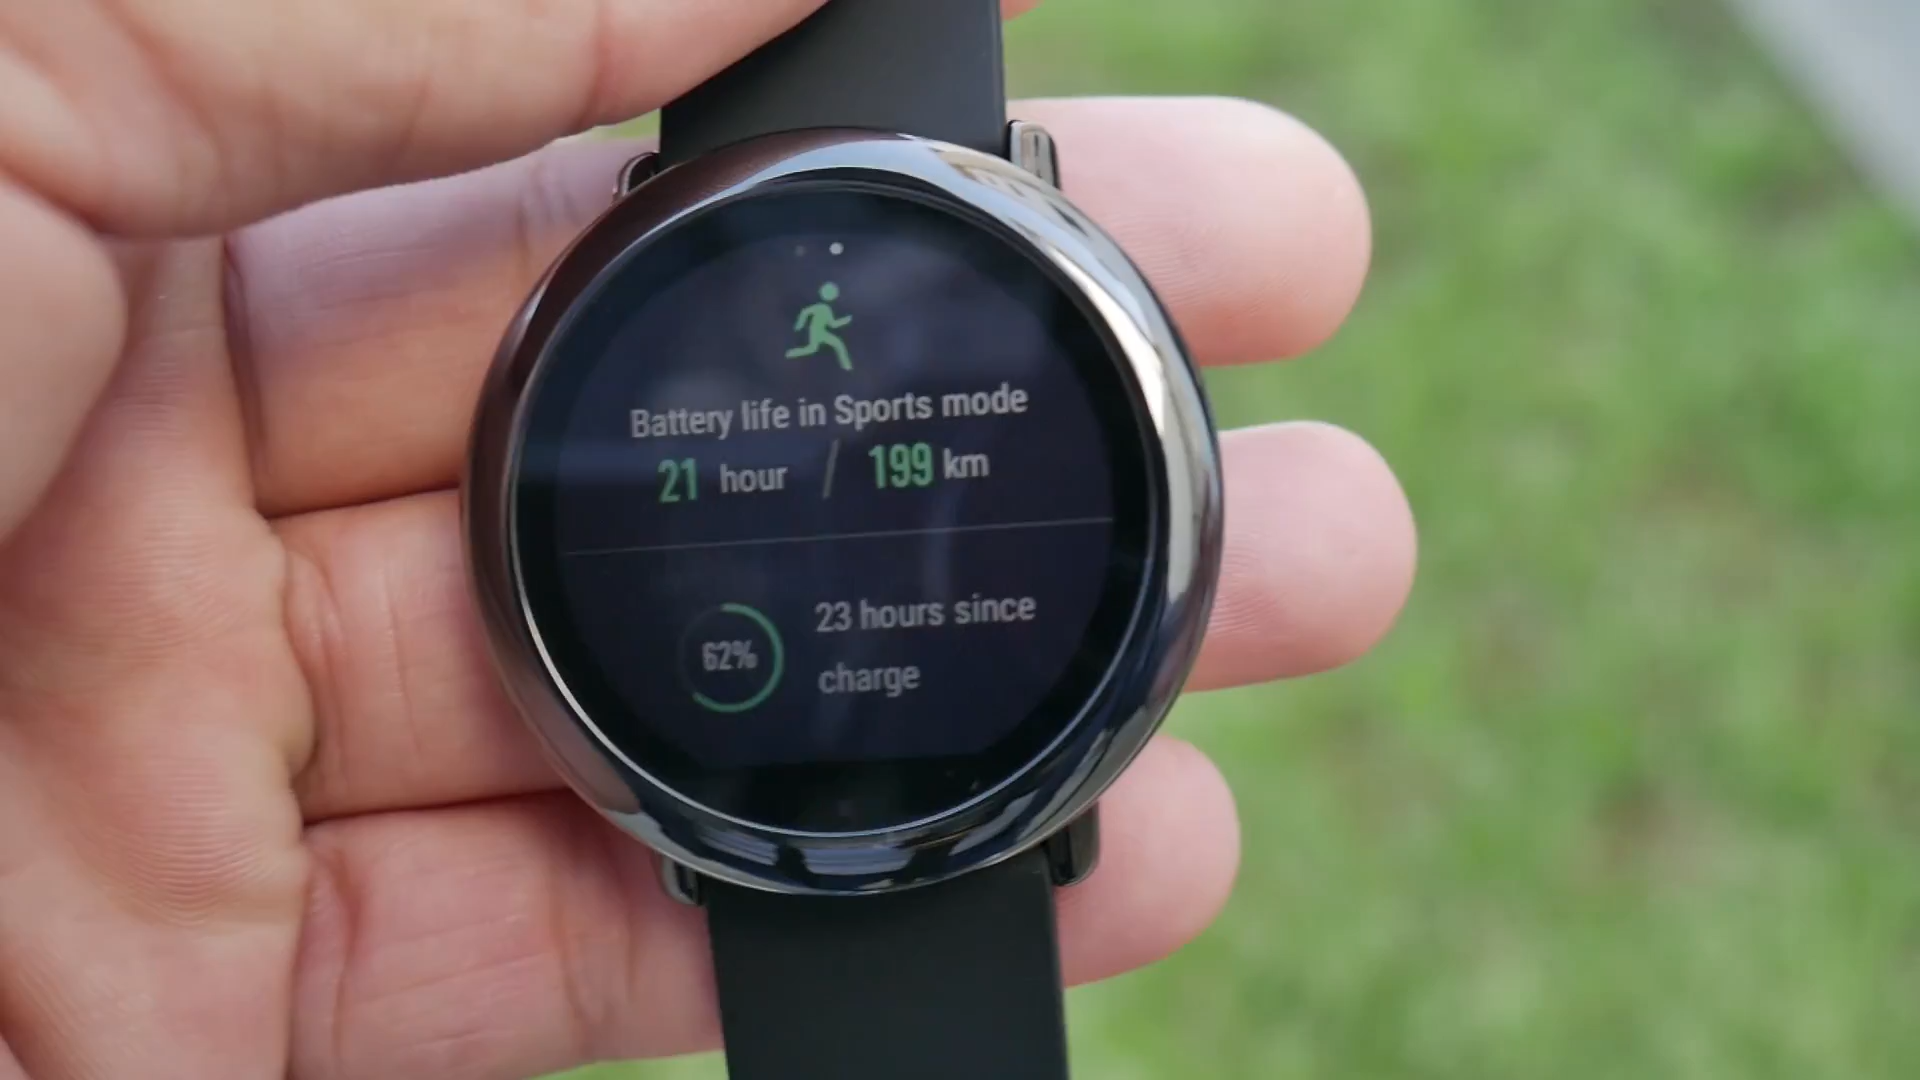 Battery life in Sports mode
21 hour / 199 km
62%
23 hours since
charge